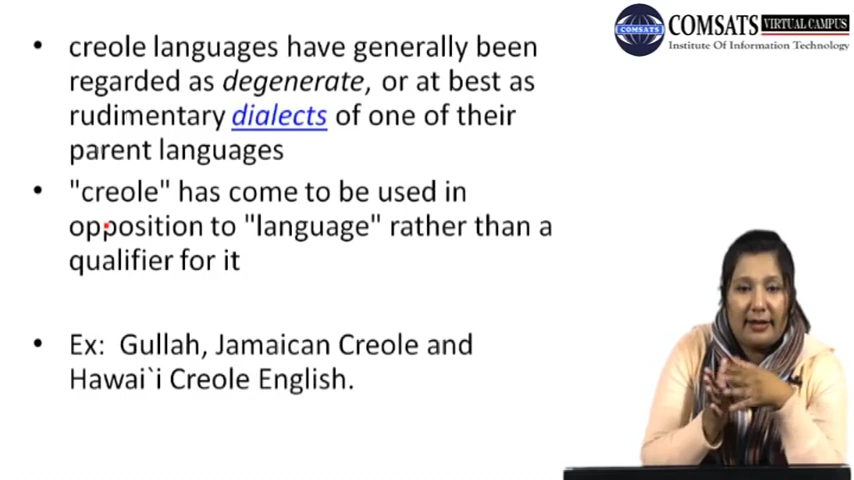 COMSATS VIRTUAL CAMPUS
Institute Of Information Technology
COMSATS
• creole languages have generally been
regarded as degenerate, or at best as
rudimentary dialects of one of their
parent languages
• "creole" has come to be used in
opposition to "language" rather than a
qualifier for it
• Ex: Gullah, Jamaican Creole and
Hawai`i Creole English.